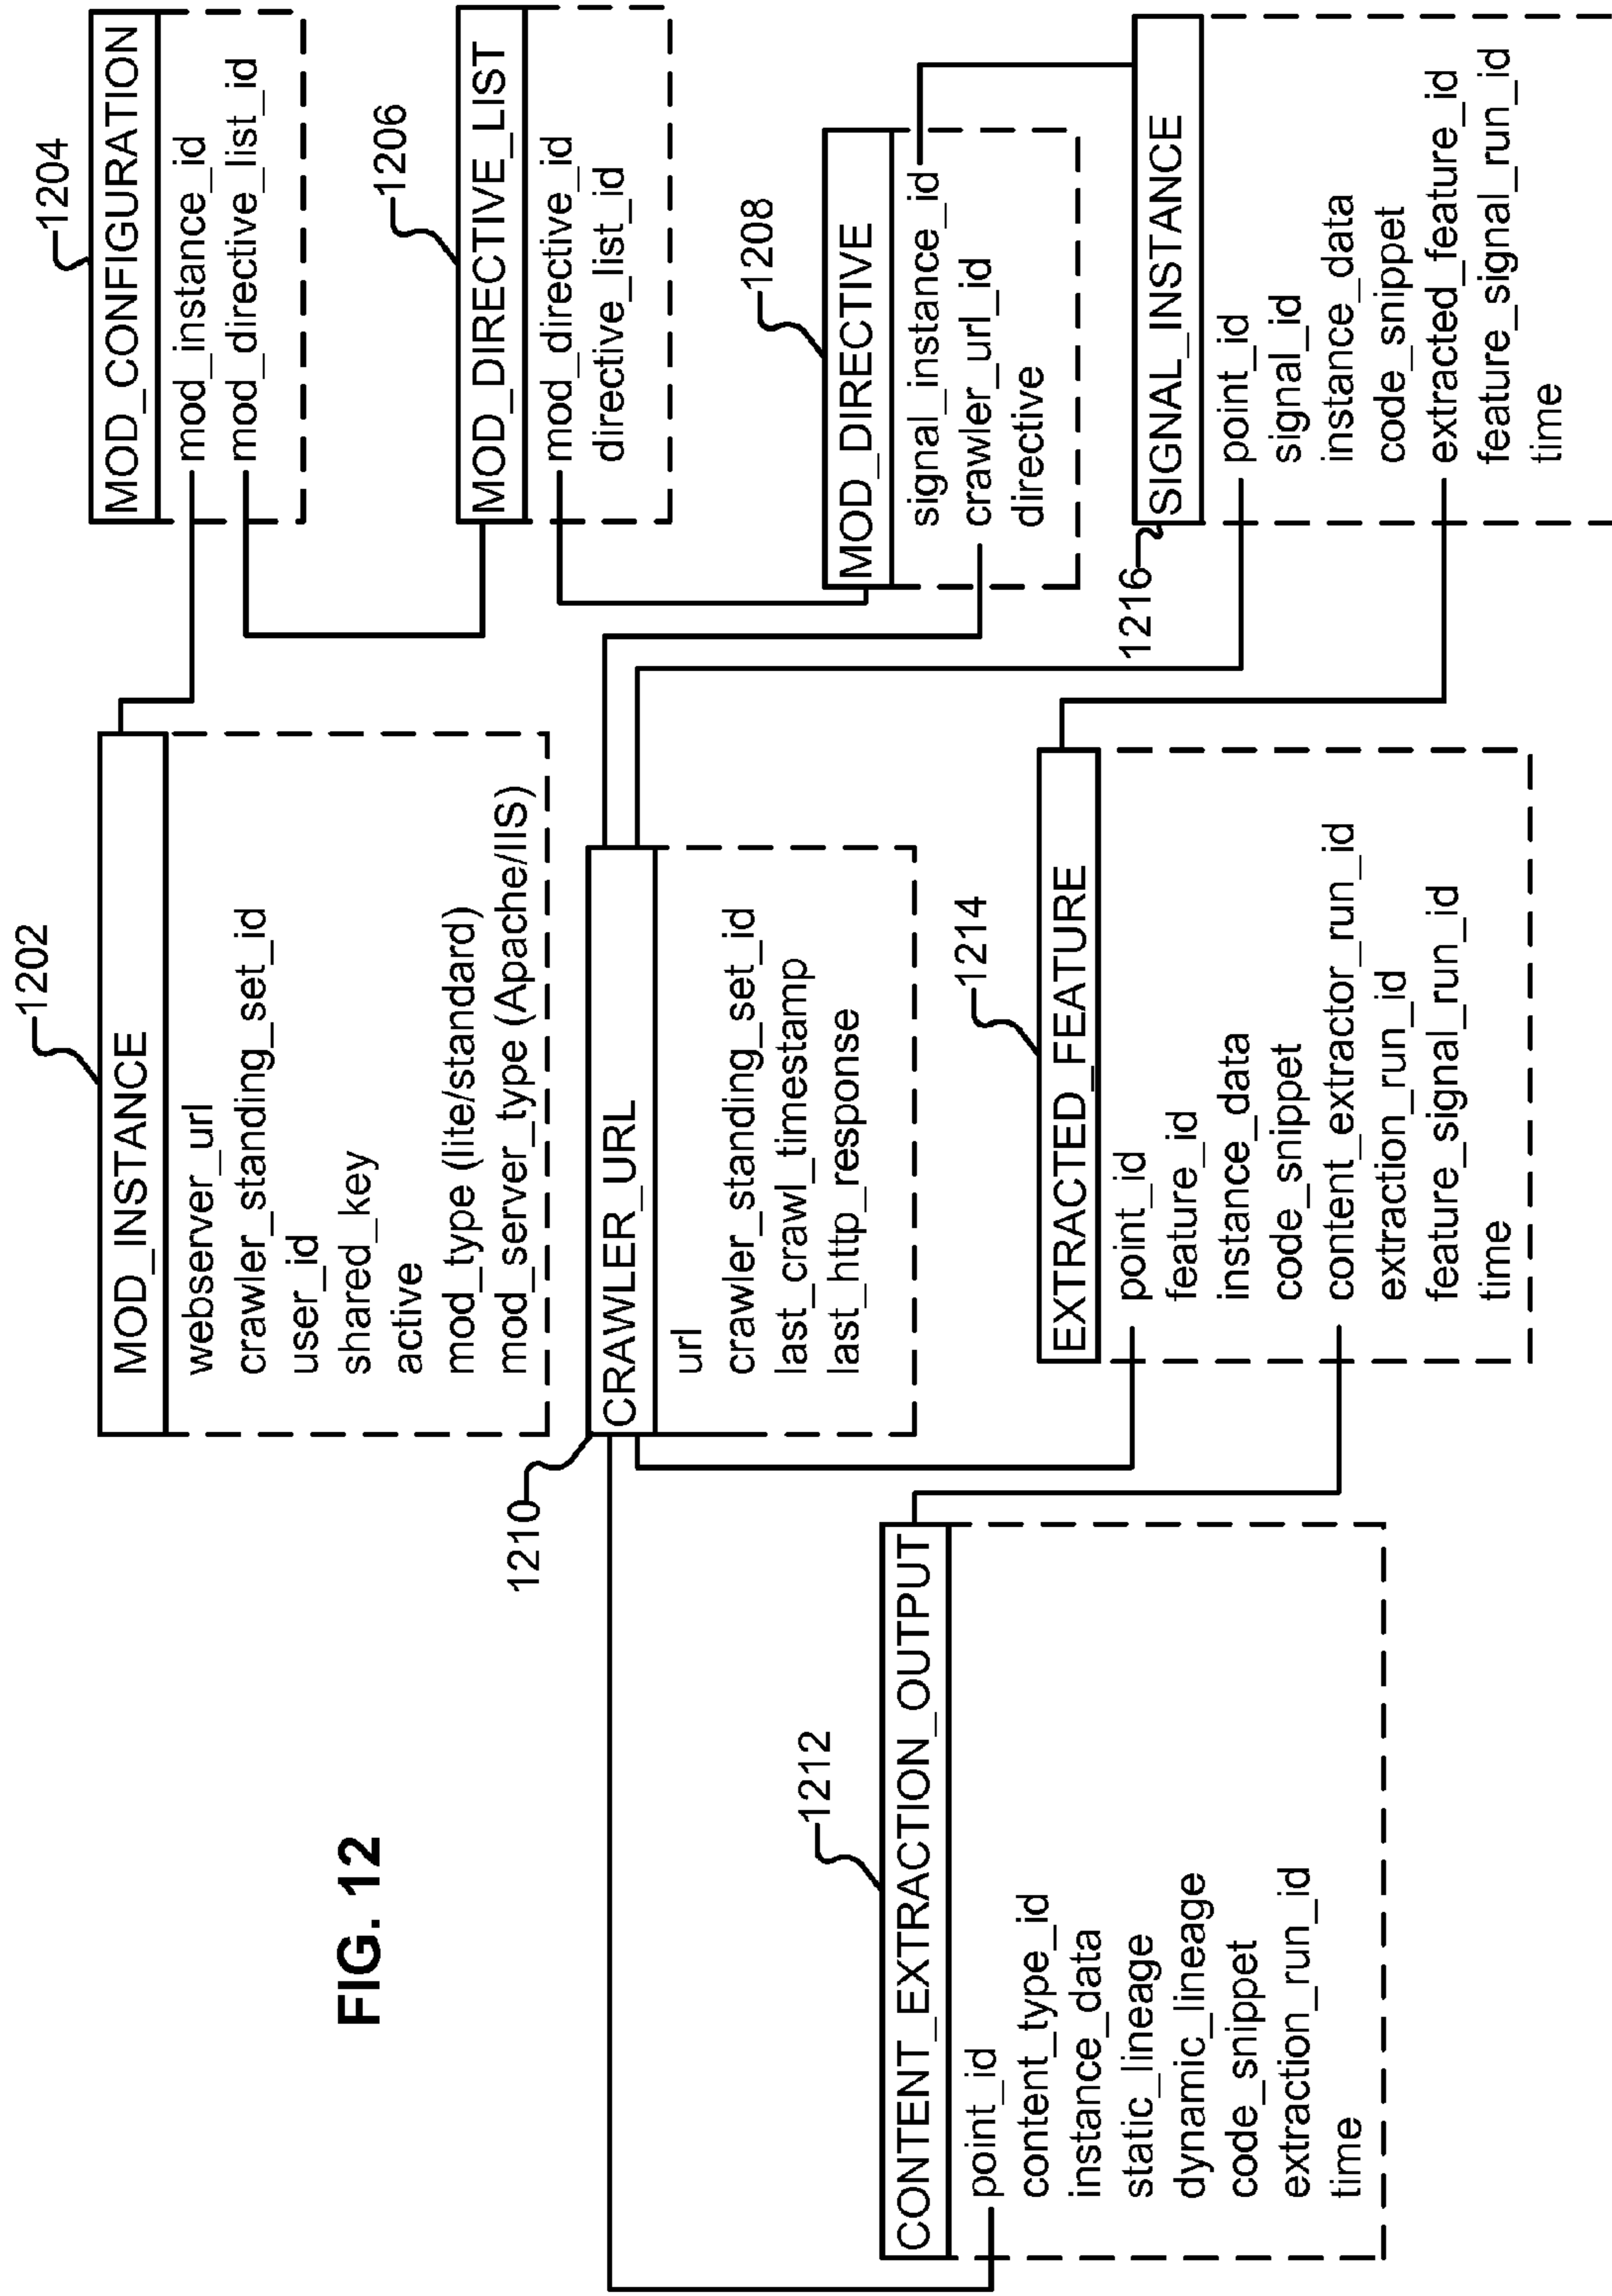 FIG. 12
1202
MOD_INSTANCE
webserver_url
crawler_standing_set_id
user_id
shared_key
active
mod_type (lite/standard)
mod_server_type (Apache/IIS)
1204
MOD_CONFIGURATION
mod_instance_id
mod_directive_list_id
1206
MOD_DIRECTIVE_LIST
mod_directive_id
directive_list_id
1208
MOD_DIRECTIVE
signal_instance_id
crawler_url_id
directive
1210
CRAWLER_URL
url
crawler_standing_set_id
last_crawl_timestamp
last_http_response
1212
CONTENT_EXTRACTION_OUTPUT
point_id
content_type_id
instance_data
static_lineage
dynamic_lineage
code_snippet
extraction_run_id
time
1214
EXTRACTED_FEATURE
point_id
feature_id
instance_data
code_snippet
content_extractor_run_id
extraction_run_id
feature_signal_run_id
time
1216
SIGNAL_INSTANCE
point_id
signal_id
instance_data
code_snippet
extracted_feature_id
feature_signal_run_id
time